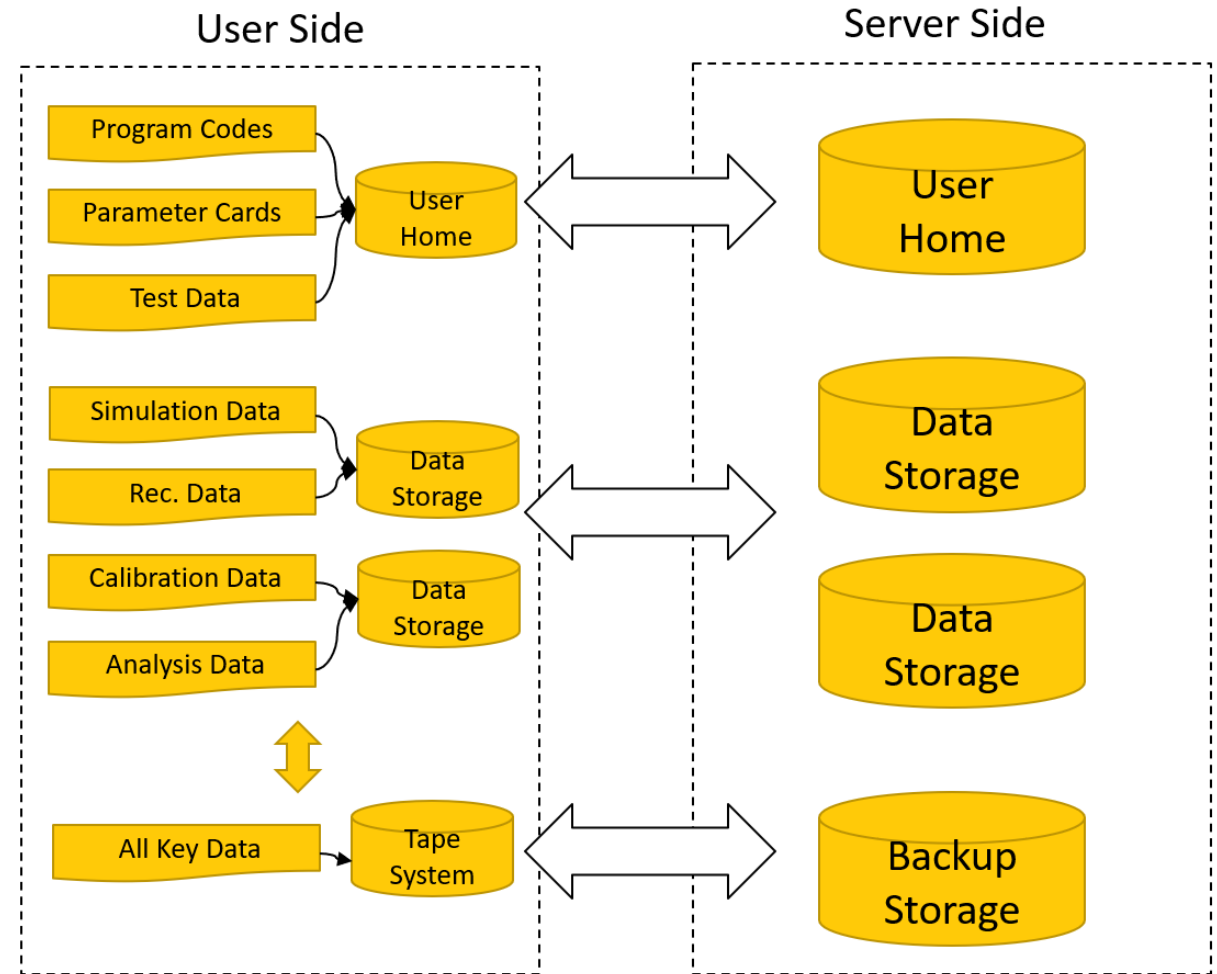 User Side
Server Side
Program Codes
Parameter Cards
Test Data
User
Home
User
Home
Simulation Data
Rec. Data
Data
Storage
Data
Storage
Calibration Data
Analysis Data
Data
Storage
Data
Storage
All Key Data
Tape
System
Backup
Storage